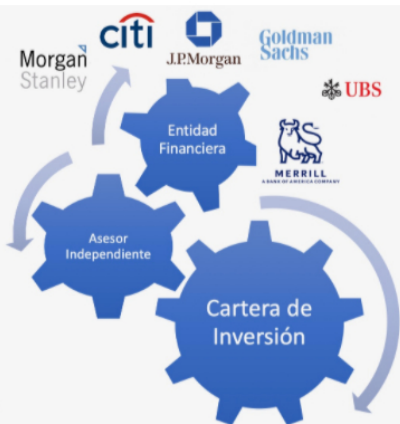 Morgan
Stanley
citi
J.P.Morgan
Goldman
Sachs
UBS
MERRILL
A BANK OF AMERICA COMPANY
Entidad
Financiera
Asesor
Independiente
Cartera de
Inversión